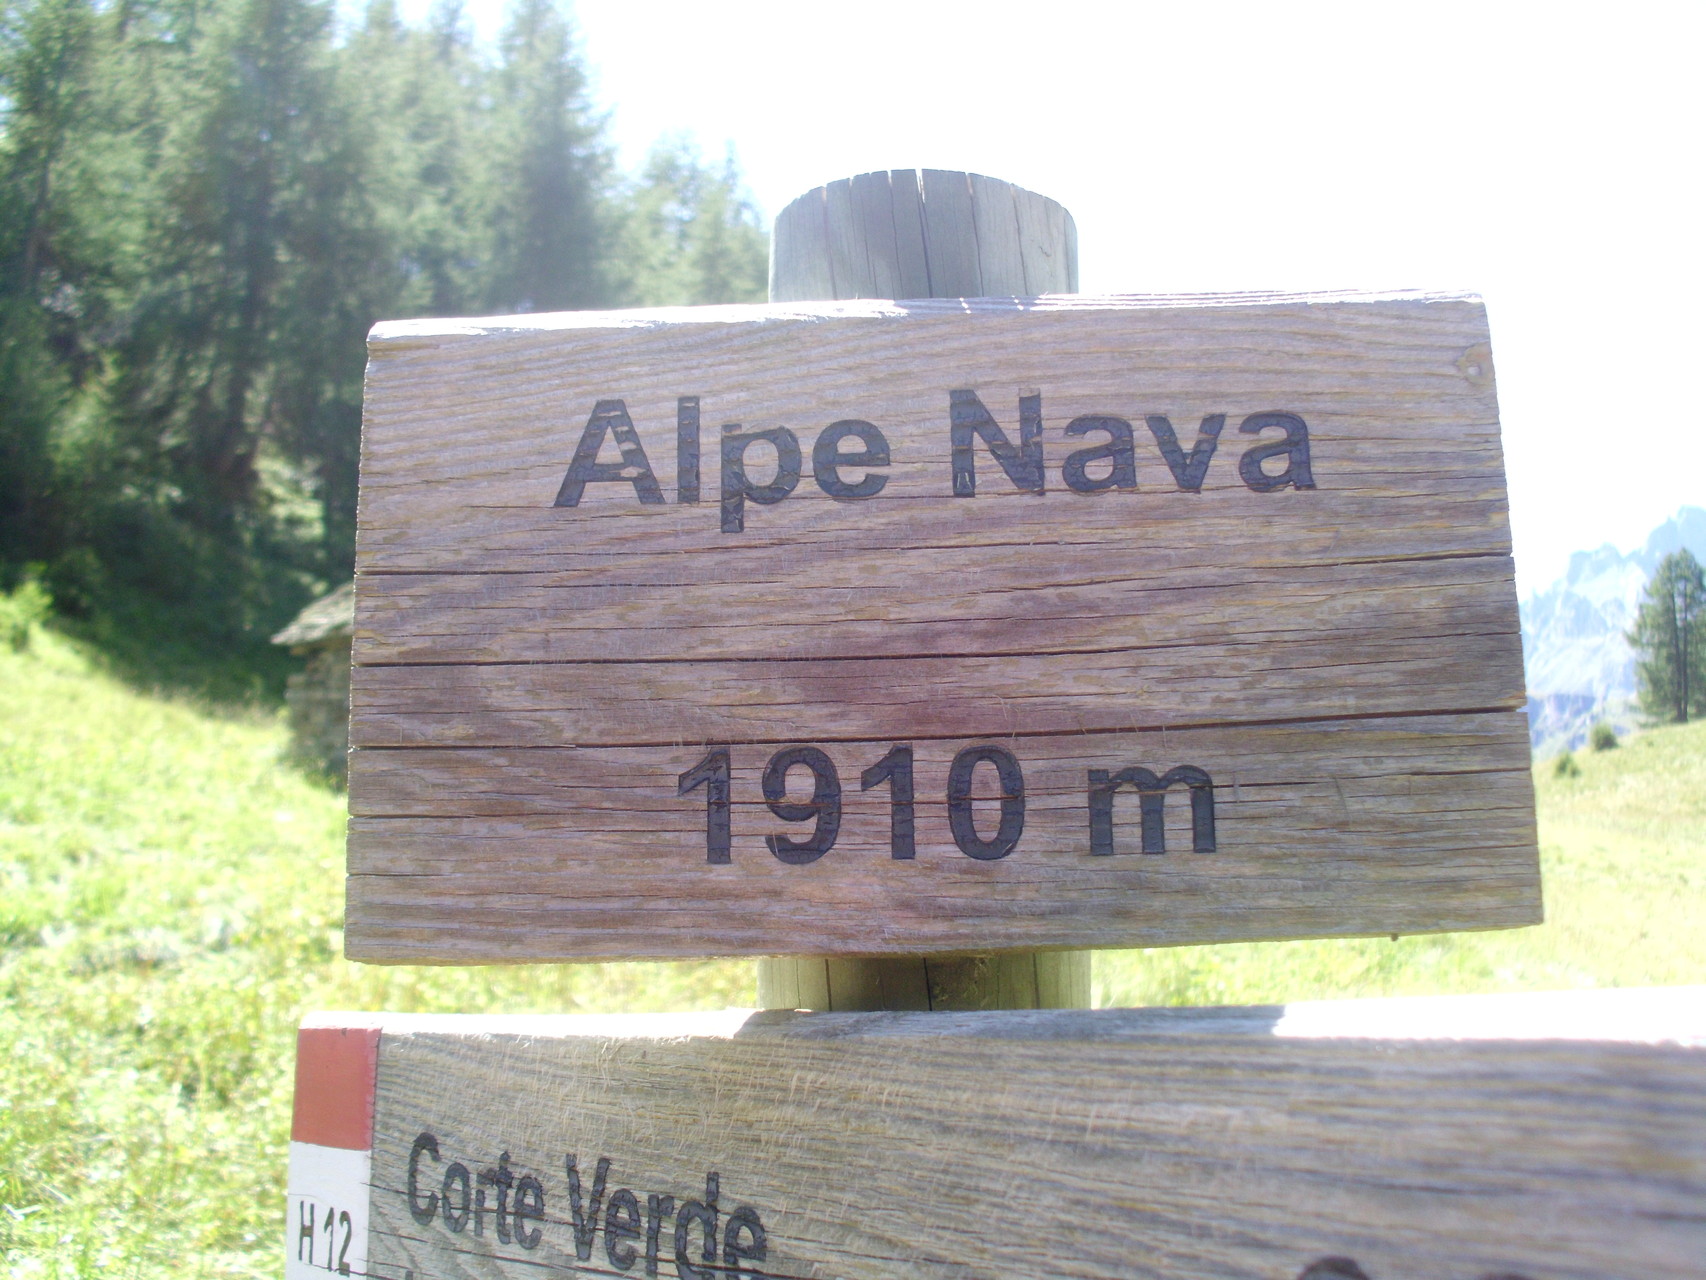 Alpe Nava
1910 m
Corte Verde
H 12